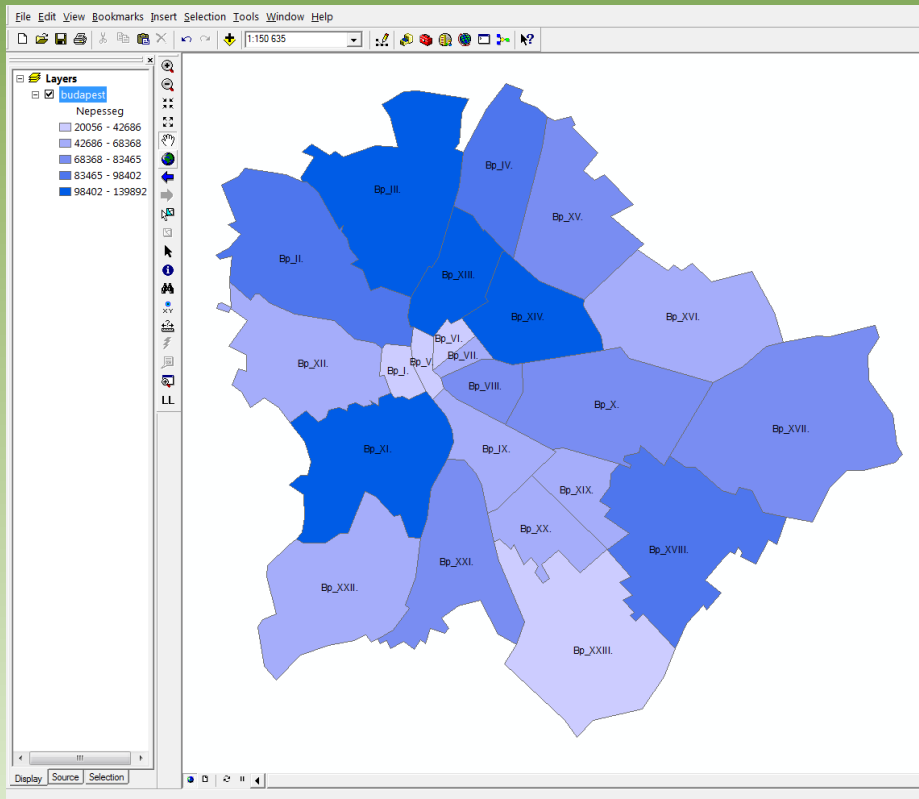 File Edit View Bookmarks Insert Selection Tools Window Help
1:150 635
Layers
budapest
Nepesseg
20056 - 42686
42686 - 68368
68368 - 83465
83465 - 98402
98402 - 139892
XY
LL
Bp_IV.
Bp_III.
Bp_XV.
Bp_II.
Bp_XIII.
Bp_XIV.
Bp_XVI.
Bp_VI.
Bp_VII.
Bp_XII.
Bp_V
Bp_I.
Bp_VIII.
Bp_X.
Bp_XVII.
Bp_XI.
Bp_IX.
Bp_XIX.
Bp_XX.
Bp_XVIII.
Bp_XXI.
Bp_XXII.
Bp_XXIII.
Display Source Selection